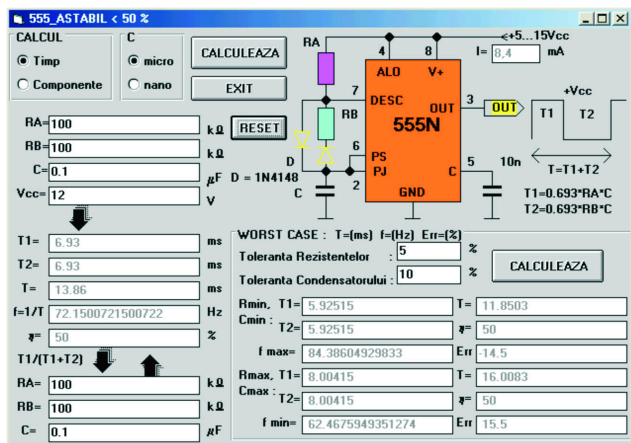 555_ASTABIL < 50 %
CALCUL
Timp
Componente
C
micro
nano
CALCULEAZA
EXIT
RA=100 kΩ
RB=100 kΩ
C=0.1 µF
Vcc=12 V
RESET
D = 1N4148
RA
4
8
+5...15Vcc
I= 8,4 mA
ALO
V+
7
DESC
RB
OUT
3
OUT
555N
+Vcc
T1
T2
6
PS
PJ
2
D
C
C
5
10n
GND
T=T1+T2
T1=0.693*RA*C
T2=0.693*RB*C
T1= 6.93 ms
T2= 6.93 ms
T= 13.86 ms
f=1/T 72.1500721500722 Hz
η= 50 %
T1/(T1+T2)
RA= 100 kΩ
RB= 100 kΩ
C= 0.1 µF
WORST CASE : T=(ms) f=(Hz) Err=(%)
Toleranta Rezistentelor : 5 %
Toleranta Condensatorului : 10 %
CALCULEAZA
Rmin, T1= 5.92515 T= 11.8503
Cmin : T2= 5.92515 η= 50
f max= 84.38604929833 Err -14.5
Rmax, T1= 8.00415 T= 16.0083
Cmax : T2= 8.00415 η= 50
f min= 62.4675949351274 Err 15.5